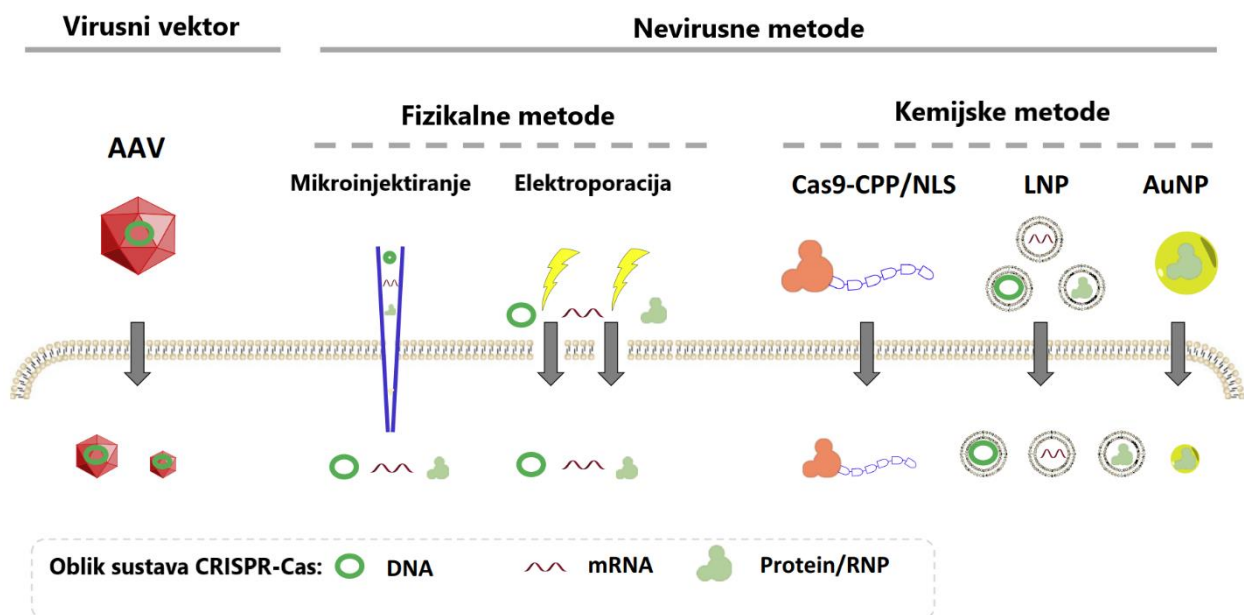 Virusni vektor
Nevirusne metode
Fizikalne metode
Kemijske metode
AAV
Mikroinjektiranje
Elektroporacija
Cas9-CPP/NLS
LNP
AuNP
Oblik sustava CRISPR-Cas: DNA mRNA Protein/RNP